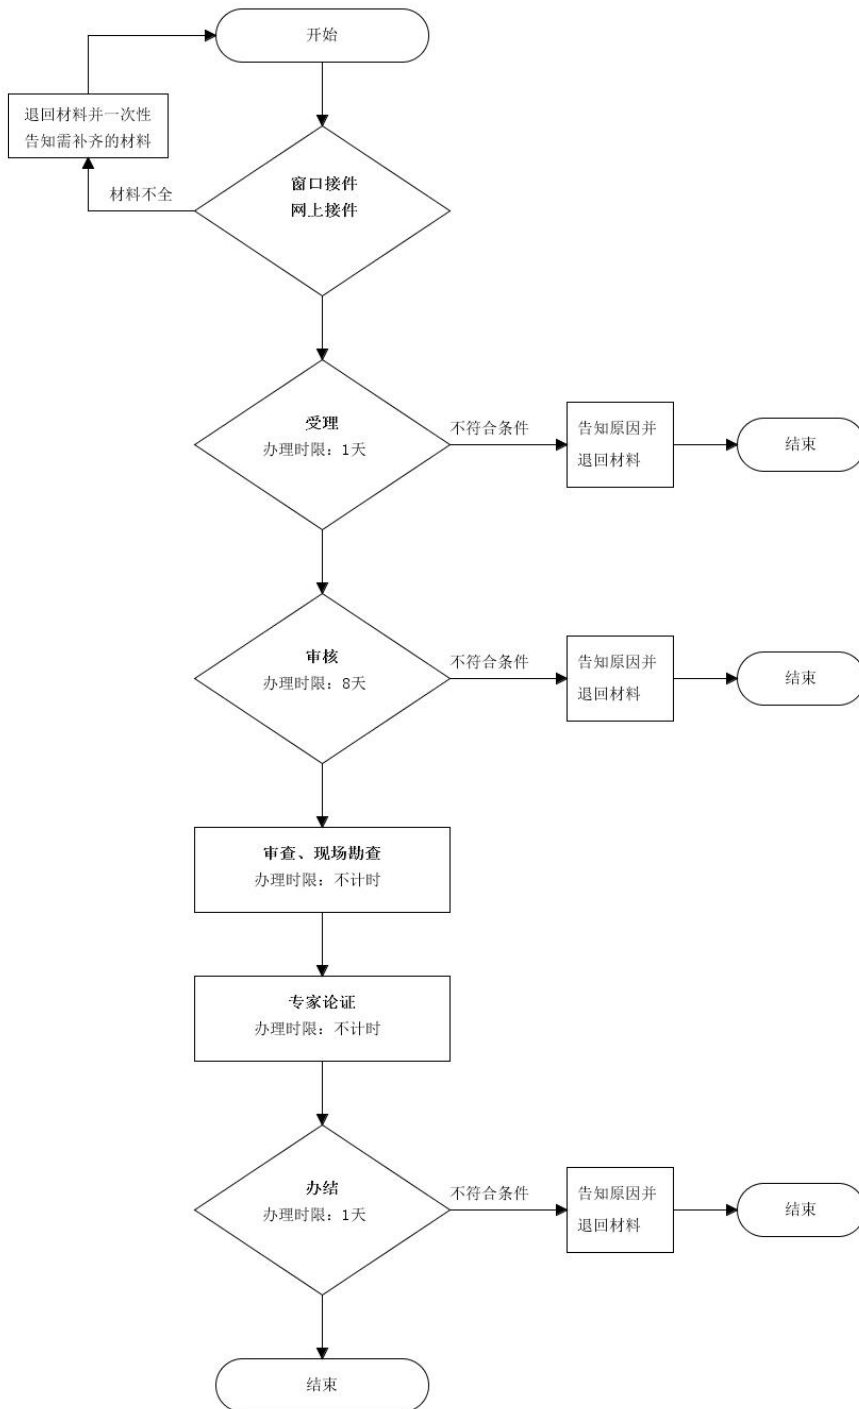 开始
退回材料并一次性
告知需补齐的材料
材料不全
窗口接件
网上接件
受理
办理时限：1天
不符合条件
告知原因并
退回材料
结束
审核
办理时限：8天
不符合条件
告知原因并
退回材料
结束
审查、现场勘查
办理时限：不计时
专家论证
办理时限：不计时
办结
办理时限：1天
不符合条件
告知原因并
退回材料
结束
结束